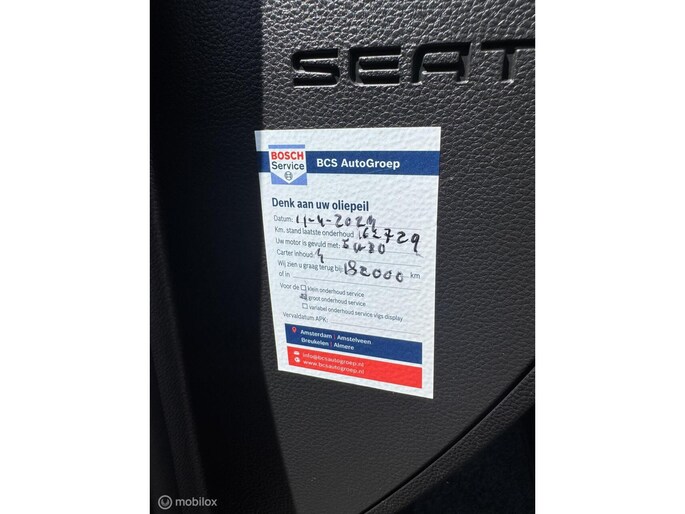 SEAT
BOSCH
Service
BCS AutoGroep
Denk aan uw oliepeil
Datum: 11-4-2024
Km. stand laatste onderhoud: 162729
Uw motor is gevuld met: 5W30
Carter inhoud: 4
Wij zien u graag terug bij: 182000 km
of in
Voor de klein onderhoud service
groot onderhoud service
variabel onderhoud service vlgs display
Vervaldatum APK:
Amsterdam | Amstelveen
Breukelen | Almere
info@bcsautogroep.nl
www.bcsautogroep.nl
mobilox